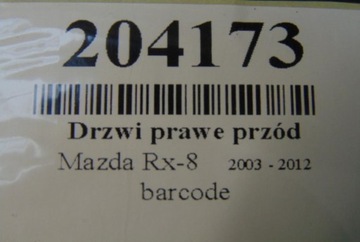 204173
Drzwi prawe przód
Mazda Rx-8 2003 - 2012
barcode